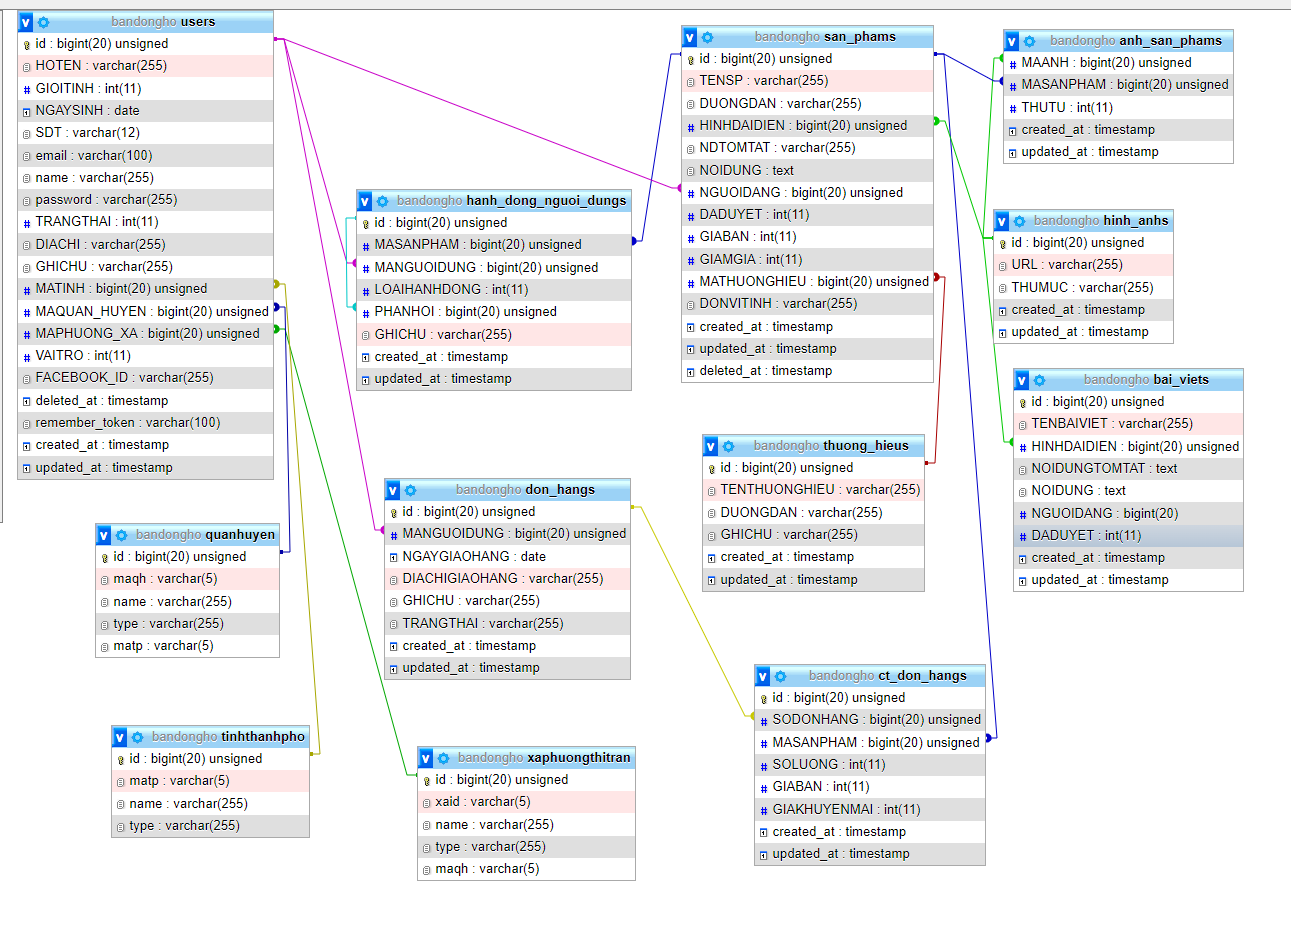 bandongho users
id : bigint(20) unsigned
HOTEN : varchar(255)
GIOITINH : int(11)
NGAYSINH : date
SDT : varchar(12)
email : varchar(100)
name : varchar(255)
password : varchar(255)
TRANGTHAI : int(11)
DIACHI : varchar(255)
GHICHU : varchar(255)
MATINH : bigint(20) unsigned
MAQUAN_HUYEN : bigint(20) unsigned
MAPHUONG_XA : bigint(20) unsigned
VAITRO : int(11)
FACEBOOK_ID : varchar(255)
deleted_at : timestamp
remember_token : varchar(100)
created_at : timestamp
updated_at : timestamp
bandongho quanhuyen
id : bigint(20) unsigned
maqh : varchar(5)
name : varchar(255)
type : varchar(255)
matp : varchar(5)
bandongho tinhthanhpho
id : bigint(20) unsigned
matp : varchar(5)
name : varchar(255)
type : varchar(255)
bandongho hanh_dong_nguoi_dungs
id : bigint(20) unsigned
MASANPHAM : bigint(20) unsigned
MANGUOIDUNG : bigint(20) unsigned
LOAIHANHDONG : int(11)
PHANHOI : bigint(20) unsigned
GHICHU : varchar(255)
created_at : timestamp
updated_at : timestamp
bandongho don_hangs
id : bigint(20) unsigned
MANGUOIDUNG : bigint(20) unsigned
NGAYGIAOHANG : date
DIACHIGIAOHANG : varchar(255)
GHICHU : varchar(255)
TRANGTHAI : varchar(255)
created_at : timestamp
updated_at : timestamp
bandongho xaphuongthitran
id : bigint(20) unsigned
xaid : varchar(5)
name : varchar(255)
type : varchar(255)
maqh : varchar(5)
bandongho san_phams
id : bigint(20) unsigned
TENSP : varchar(255)
DUONGDAN : varchar(255)
HINHDAIDIEN : bigint(20) unsigned
NDTOMTAT : varchar(255)
NOIDUNG : text
NGUOIDANG : bigint(20) unsigned
DADUYET : int(11)
GIABAN : int(11)
GIAMGIA : int(11)
MATHUONGHIEU : bigint(20) unsigned
DONVITINH : varchar(255)
created_at : timestamp
updated_at : timestamp
deleted_at : timestamp
bandongho thuong_hieus
id : bigint(20) unsigned
TENTHUONGHIEU : varchar(255)
DUONGDAN : varchar(255)
GHICHU : varchar(255)
created_at : timestamp
updated_at : timestamp
bandongho ct_don_hangs
id : bigint(20) unsigned
SODONHANG : bigint(20) unsigned
MASANPHAM : bigint(20) unsigned
SOLUONG : int(11)
GIABAN : int(11)
GIAKHUYENMAI : int(11)
created_at : timestamp
updated_at : timestamp
bandongho anh_san_phams
MAANH : bigint(20) unsigned
MASANPHAM : bigint(20) unsigned
THUTU : int(11)
created_at : timestamp
updated_at : timestamp
bandongho hinh_anhs
id : bigint(20) unsigned
URL : varchar(255)
THUMUC : varchar(255)
created_at : timestamp
updated_at : timestamp
bandongho bai_viets
id : bigint(20) unsigned
TENBAIVIET : varchar(255)
HINHDAIDIEN : bigint(20) unsigned
NOIDUNGTOMTAT : text
NOIDUNG : text
NGUOIDANG : bigint(20)
DADUYET : int(11)
created_at : timestamp
updated_at : timestamp